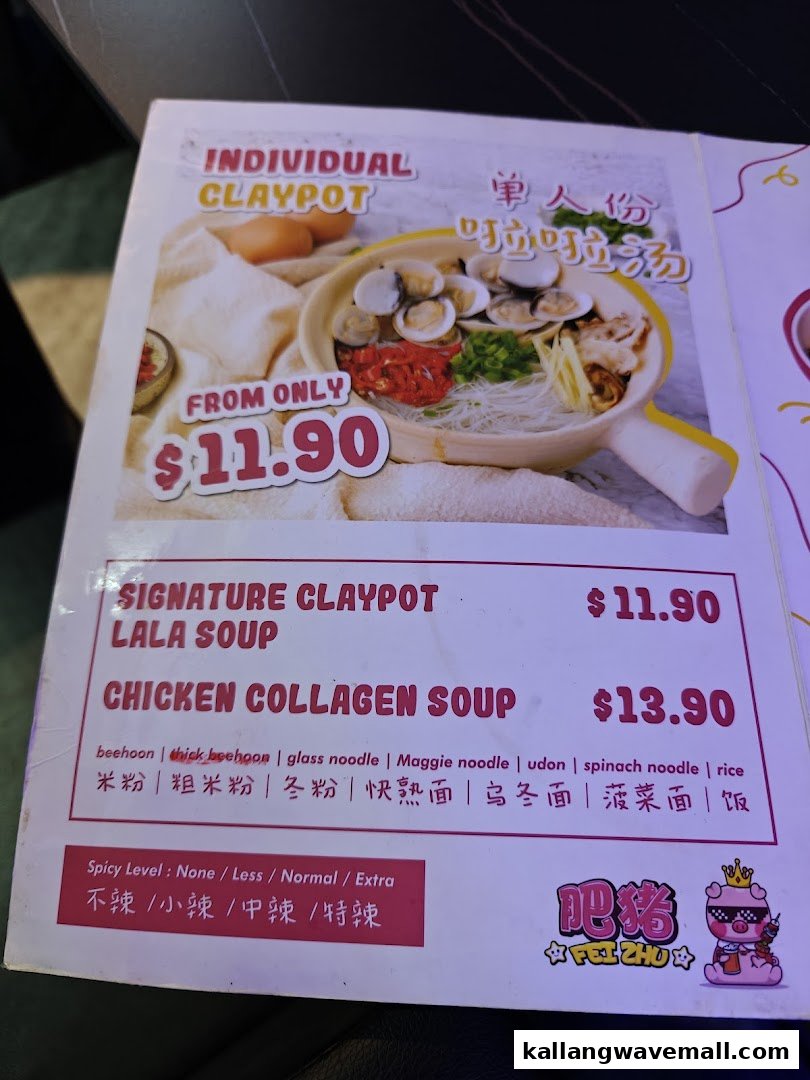 INDIVIDUAL
CLAYPOT
单人份
啦啦汤
FROM ONLY
$11.90
SIGNATURE CLAYPOT
LALA SOUP
$11.90
CHICKEN COLLAGEN SOUP
$13.90
beehoon | thick beehoon | glass noodle | Maggie noodle | udon | spinach noodle | rice
米粉 | 粗米粉 | 冬粉 | 快熟面 | 乌冬面 | 菠菜面 | 饭
Spicy Level : None / Less / Normal / Extra
不辣 / 小辣 / 中辣 / 特辣
肥猪
FEI ZHU
kallangwavemall.com